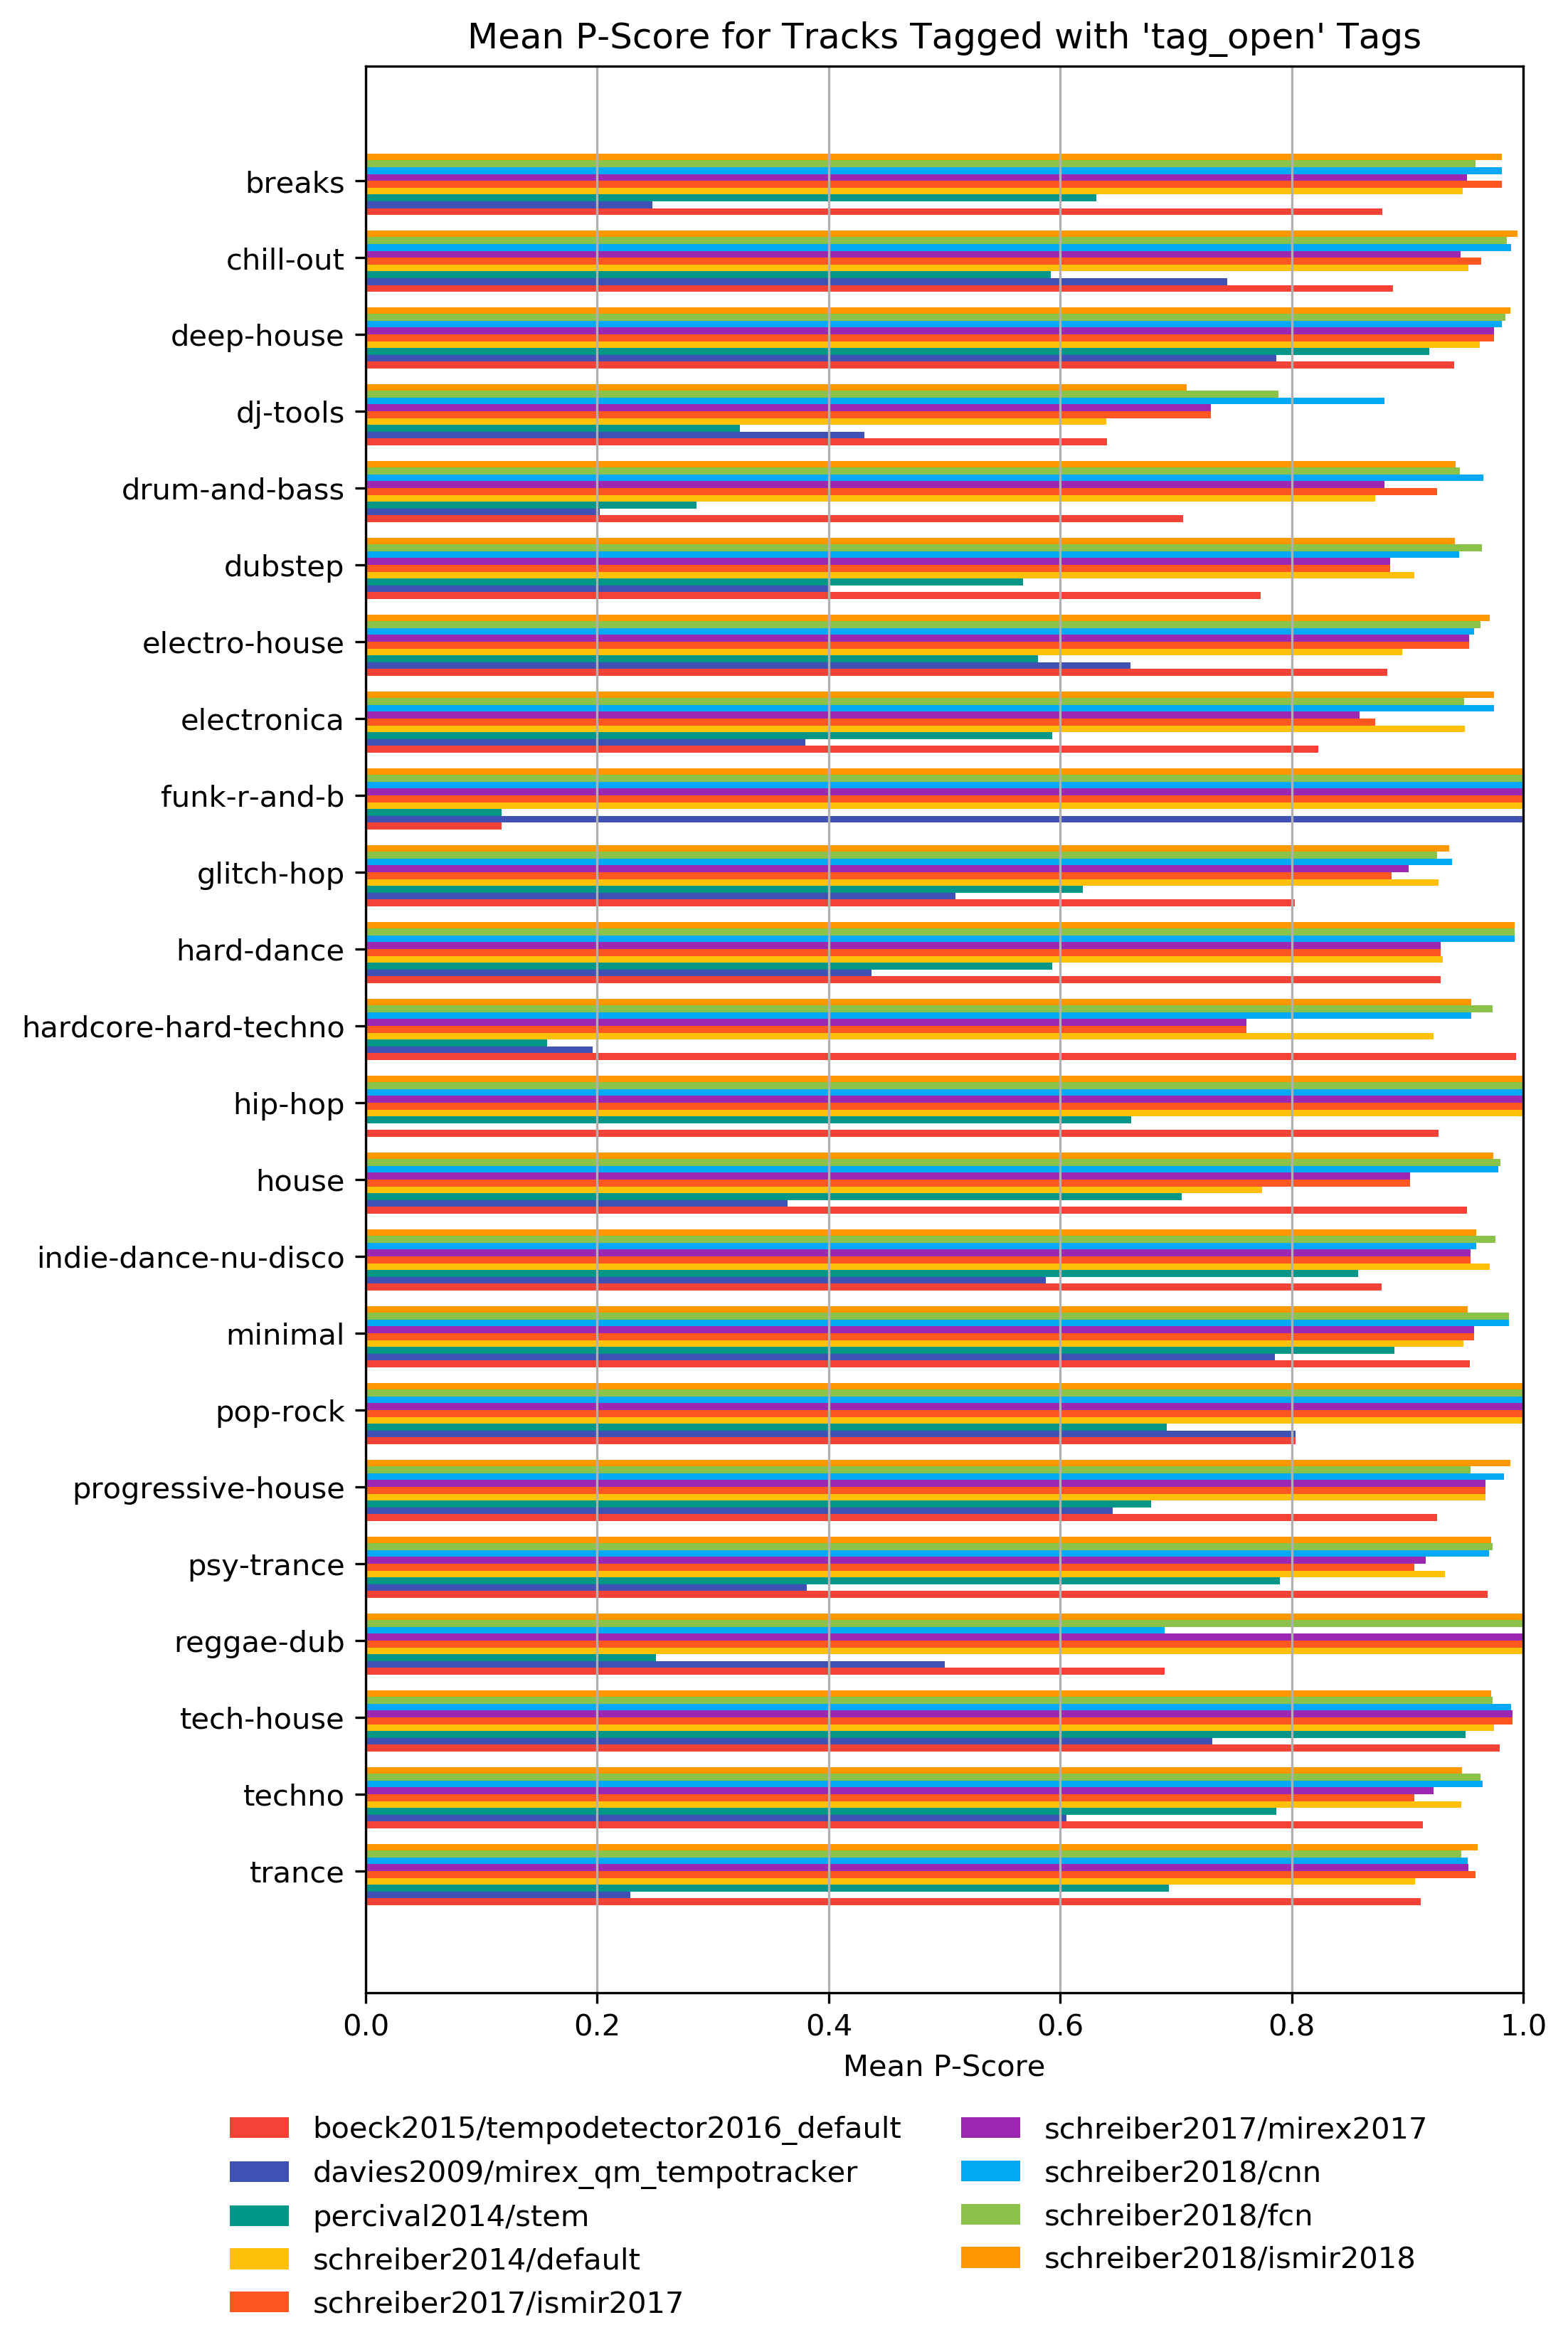 Mean P-Score for Tracks Tagged with 'tag_open' Tags
breaks
chill-out
deep-house
dj-tools
drum-and-bass
dubstep
electro-house
electronica
funk-r-and-b
glitch-hop
hard-dance
hardcore-hard-techno
hip-hop
house
indie-dance-nu-disco
minimal
pop-rock
progressive-house
psy-trance
reggae-dub
tech-house
techno
trance
0.0 0.2 0.4 0.6 0.8 1.0
Mean P-Score
boeck2015/tempodetector2016_default
davies2009/mirex_qm_tempotracker
percival2014/stem
schreiber2014/default
schreiber2017/ismir2017
schreiber2017/mirex2017
schreiber2018/cnn
schreiber2018/fcn
schreiber2018/ismir2018